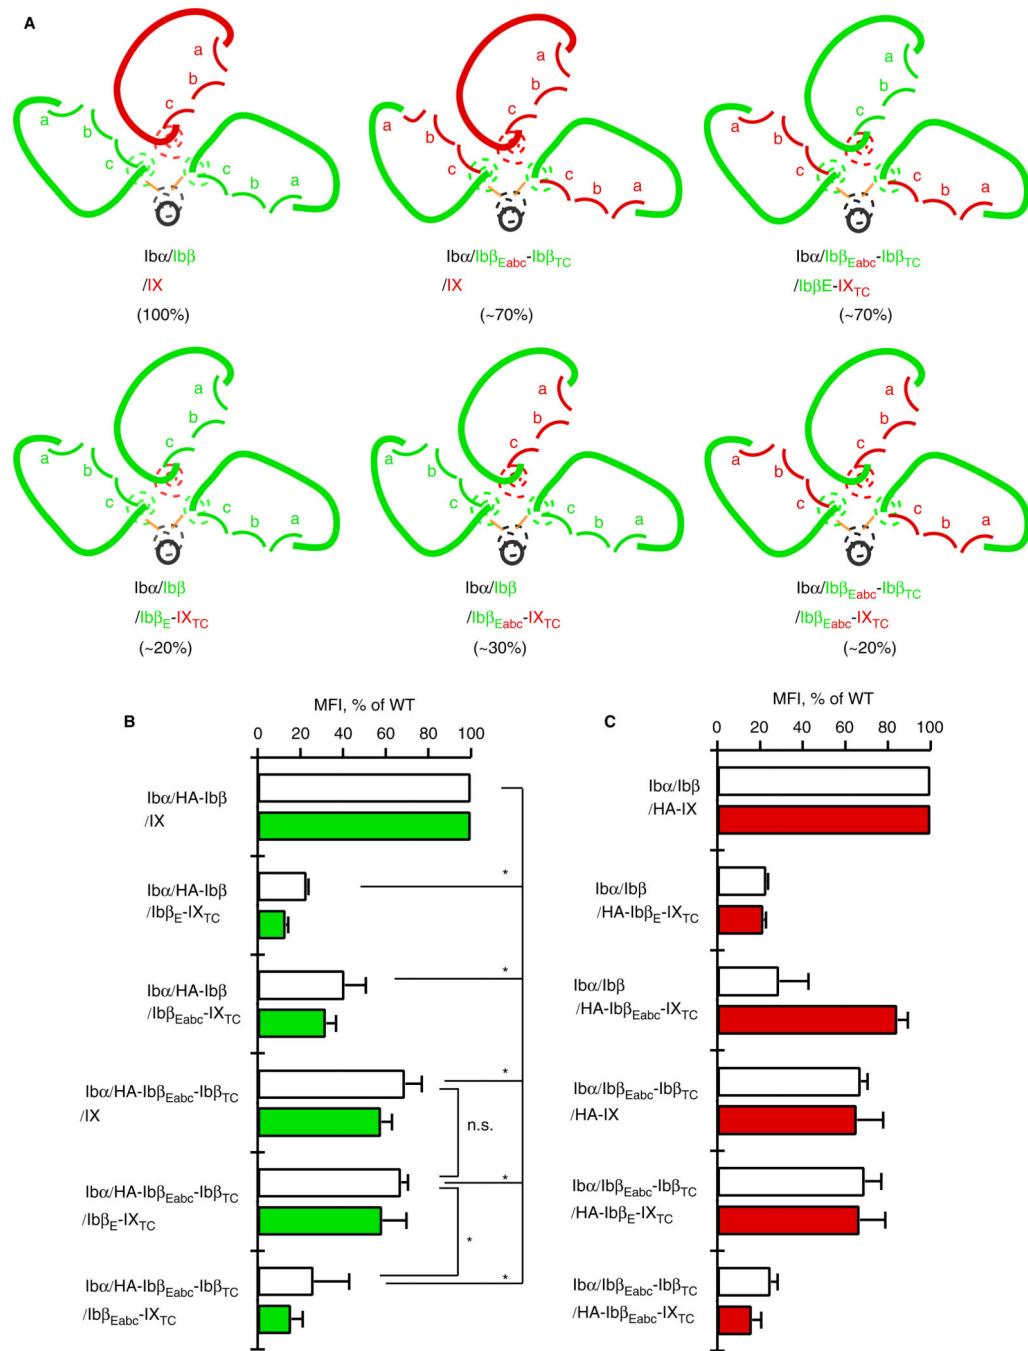 A
a b c a b c c b a
a b c a b c c b a
a b c a b c c b a
Ibα/Ibβ
/IX
(100%)
Ibα/IbβEabc-IbβTC
/IX
(~70%)
Ibα/IbβEabc-IbβTC
/IbβE-IXTC
(~70%)
a b c a b c c b a
a b c a b c c b a
a b c a b c c b a
Ibα/Ibβ
/IbβE-IXTC
(~20%)
Ibα/Ibβ
/IbβEabc-IXTC
(~30%)
Ibα/IbβEabc-IbβTC
/IbβEabc-IXTC
(~20%)
B
MFI, % of WT
0 20 40 60 80 100
Ibα/HA-Ibβ
/IX
*
Ibα/HA-Ibβ
/IbβE-IXTC
*
Ibα/HA-Ibβ
/IbβEabc-IXTC
*
Ibα/HA-IbβEabc-IbβTC
/IX
n.s.
*
Ibα/HA-IbβEabc-IbβTC
/IbβE-IXTC
*
*
Ibα/HA-IbβEabc-IbβTC
/IbβEabc-IXTC
C
MFI, % of WT
0 20 40 60 80 100
Ibα/Ibβ
/HA-IX
Ibα/Ibβ
/HA-IbβE-IXTC
Ibα/Ibβ
/HA-IbβEabc-IXTC
Ibα/IbβEabc-IbβTC
/HA-IX
Ibα/IbβEabc-IbβTC
/HA-IbβE-IXTC
Ibα/IbβEabc-IbβTC
/HA-IbβEabc-IXTC